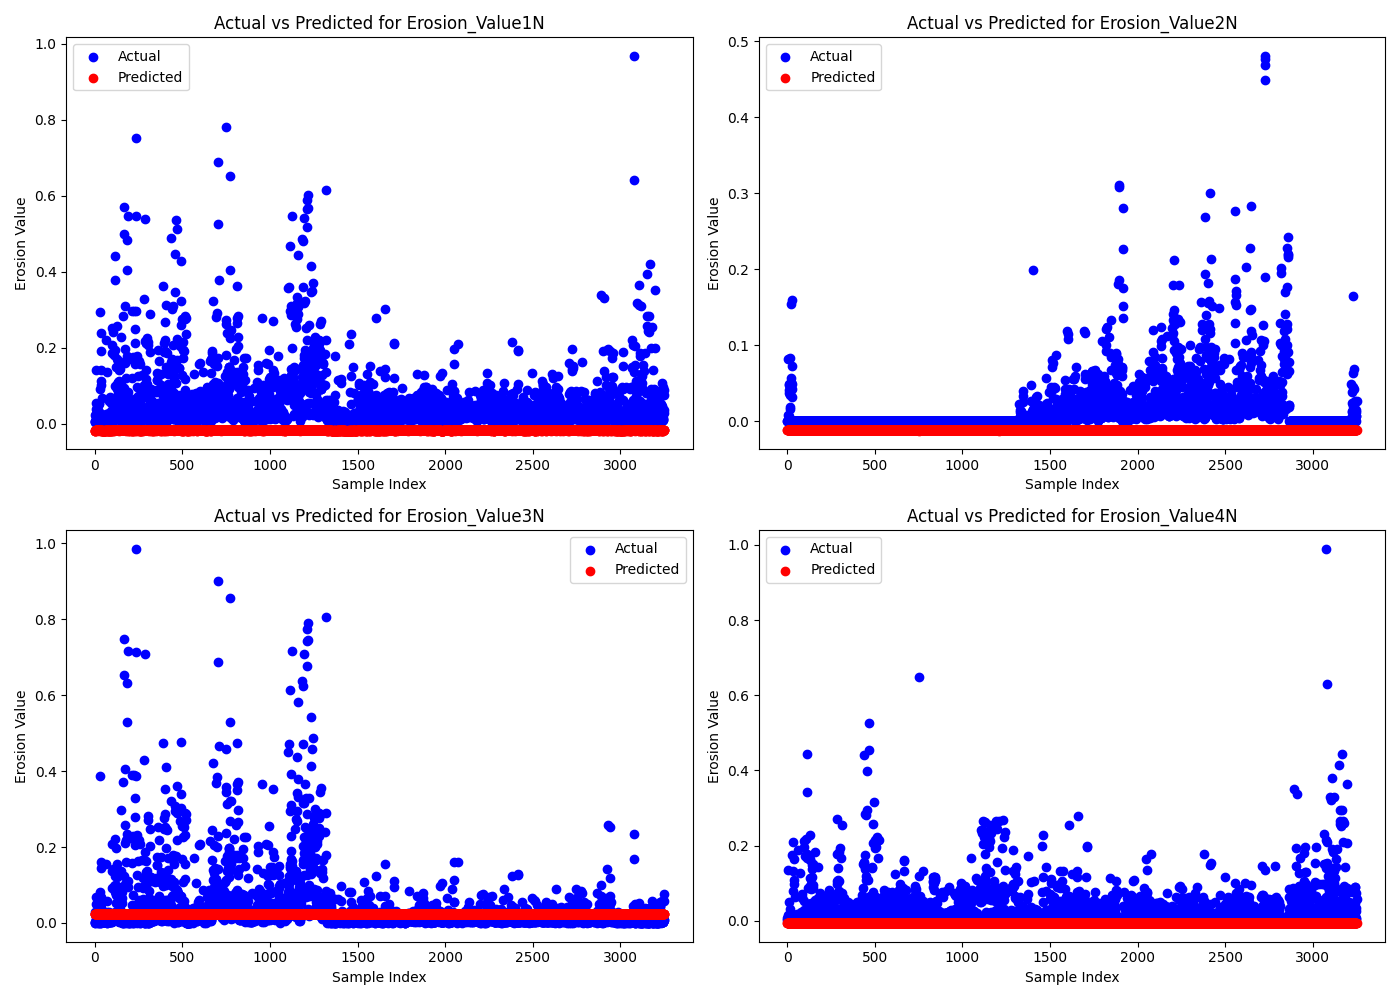 Actual vs Predicted for Erosion_Value1N
Actual
Predicted
Erosion Value
1.0
0.8
0.6
0.4
0.2
0.0
0 500 1000 1500 2000 2500 3000
Sample Index
Actual vs Predicted for Erosion_Value2N
Actual
Predicted
Erosion Value
0.5
0.4
0.3
0.2
0.1
0.0
0 500 1000 1500 2000 2500 3000
Sample Index
Actual vs Predicted for Erosion_Value3N
Actual
Predicted
Erosion Value
1.0
0.8
0.6
0.4
0.2
0.0
0 500 1000 1500 2000 2500 3000
Sample Index
Actual vs Predicted for Erosion_Value4N
Actual
Predicted
Erosion Value
1.0
0.8
0.6
0.4
0.2
0.0
0 500 1000 1500 2000 2500 3000
Sample Index